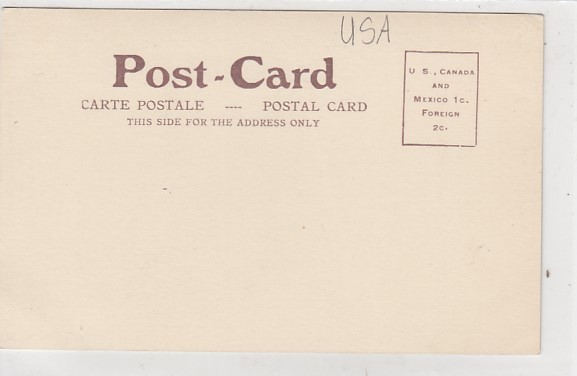 USA
Post-Card
CARTE POSTALE ---- POSTAL CARD
THIS SIDE FOR THE ADDRESS ONLY
U S., CANADA
AND
MEXICO 1C.
FOREIGN
2C.